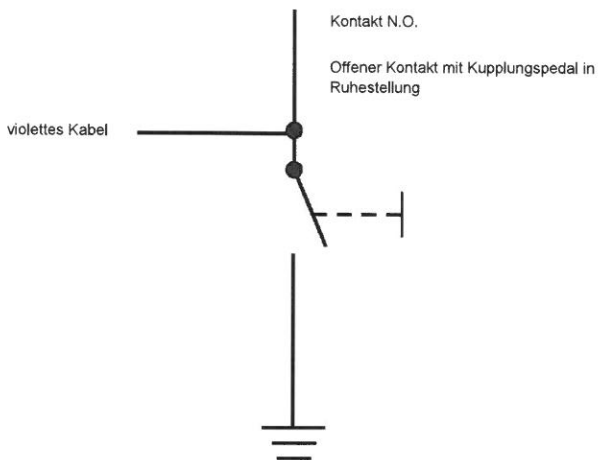 Kontakt N.O.
Offener Kontakt mit Kupplungspedal in
Ruhestellung
violettes Kabel